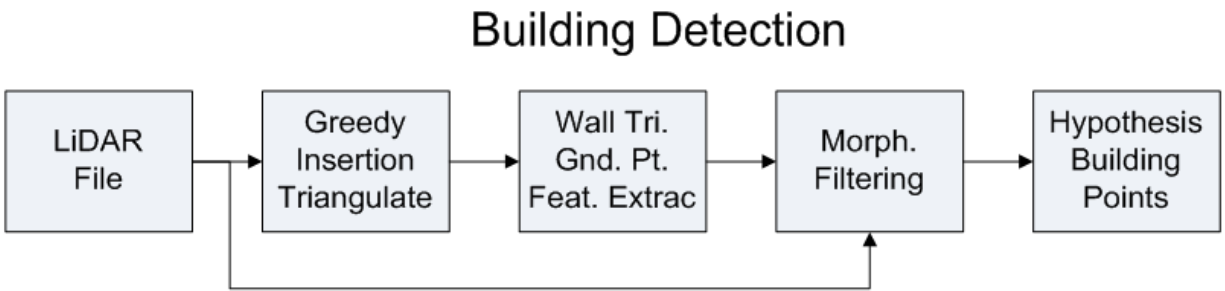 Building Detection
LiDAR
File
Greedy
Insertion
Triangulate
Wall Tri.
Gnd. Pt.
Feat. Extrac
Morph.
Filtering
Hypothesis
Building
Points